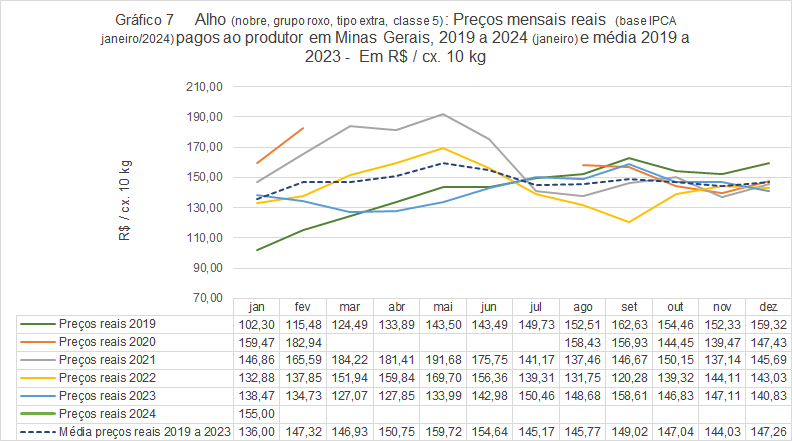 Gráfico 7 Alho (nobre, grupo roxo, tipo extra, classe 5): Preços mensais reais (base IPCA
janeiro/2024) pagos ao produtor em Minas Gerais, 2019 a 2024 (janeiro) e média 2019 a
2023 - Em R$ / cx. 10 kg
R$ / cx. 10 kg
210,00
190,00
170,00
150,00
130,00
110,00
90,00
70,00
jan fev mar abr mai jun jul ago set out nov dez
Preços reais 2019 102,30 115,48 124,49 133,89 143,50 143,49 149,73 152,51 162,63 154,46 152,33 159,32
Preços reais 2020 159,47 182,94 158,43 156,93 144,45 139,47 147,43
Preços reais 2021 146,86 165,59 184,22 181,41 191,68 175,75 141,17 137,46 146,67 150,15 137,14 145,69
Preços reais 2022 132,88 137,85 151,94 159,84 169,70 156,36 139,31 131,75 120,28 139,32 144,11 143,03
Preços reais 2023 138,47 134,73 127,07 127,85 133,99 142,98 150,46 148,68 158,61 146,83 147,11 140,83
Preços reais 2024 155,00
Média preços reais 2019 a 2023 136,00 147,32 146,93 150,75 159,72 154,64 145,17 145,77 149,02 147,04 144,03 147,26